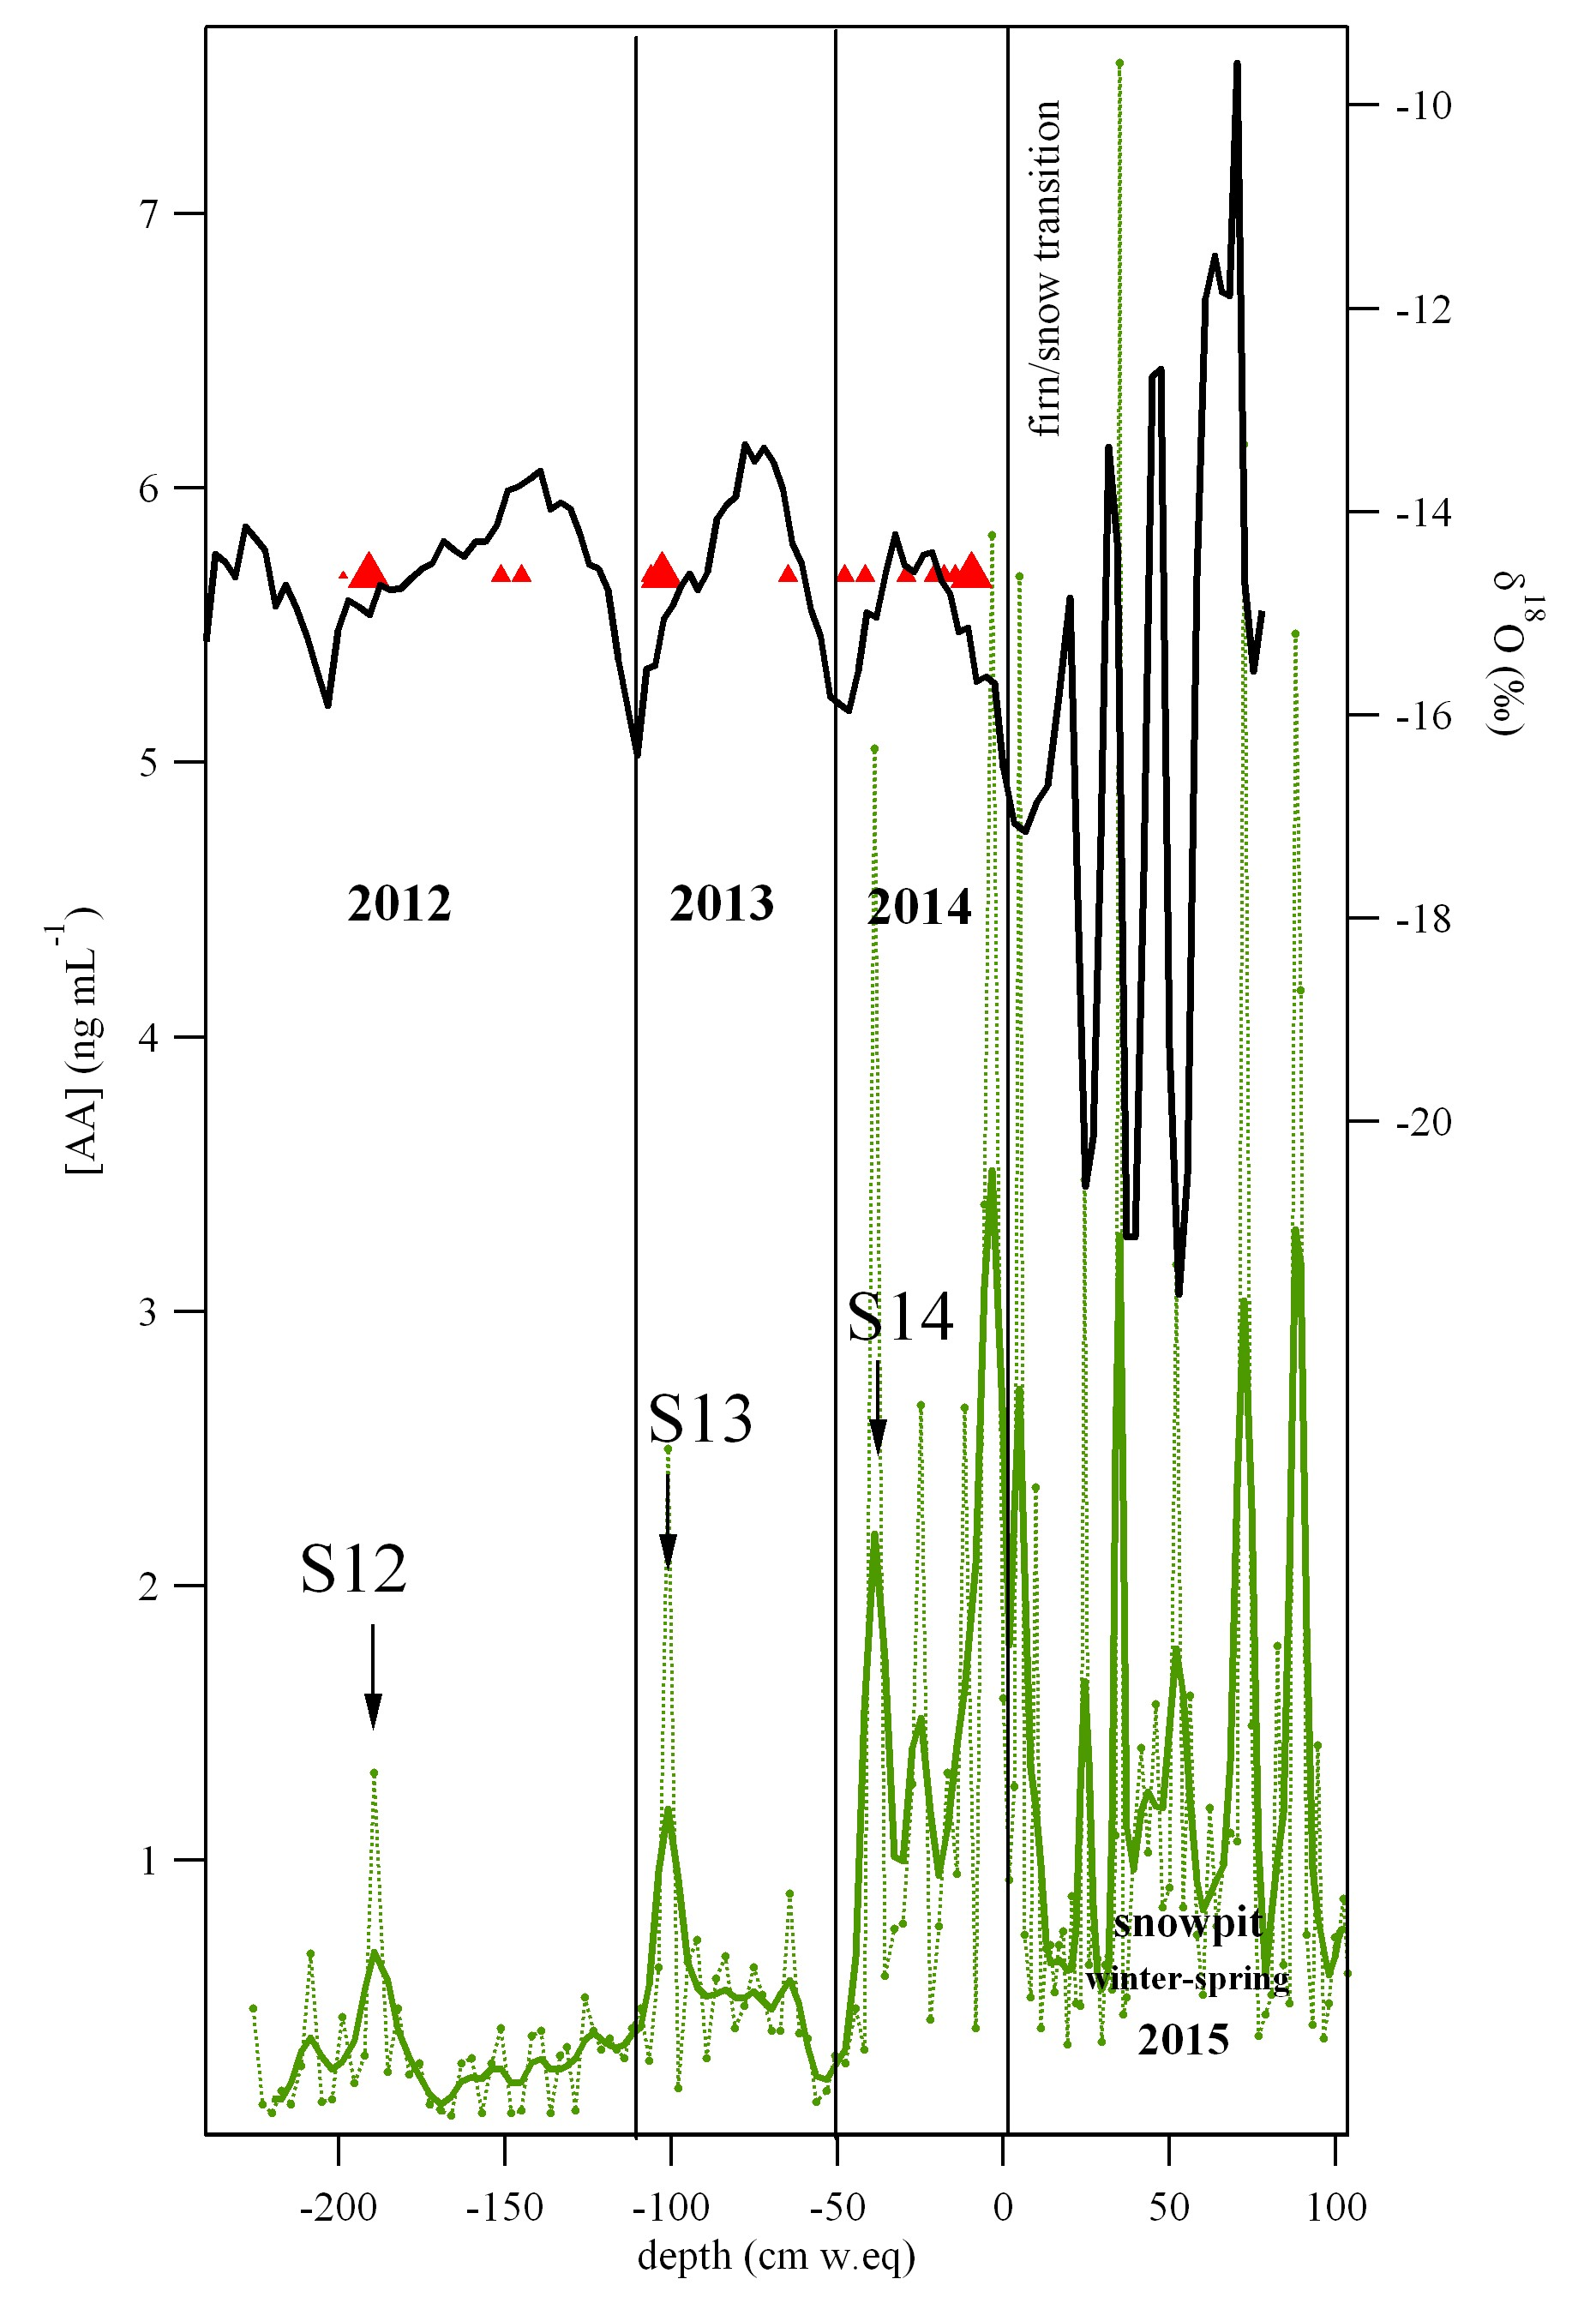 firn/snow transition
7
6
5
4
3
2
1
[AA] (ng mL-1)
-10
-12
-14
-16
-18
-20
δ18O (‰)
2012
2013
2014
S14
S13
S12
snowpit
winter-spring
2015
-200
-150
-100
-50
0
50
100
depth (cm w.eq)